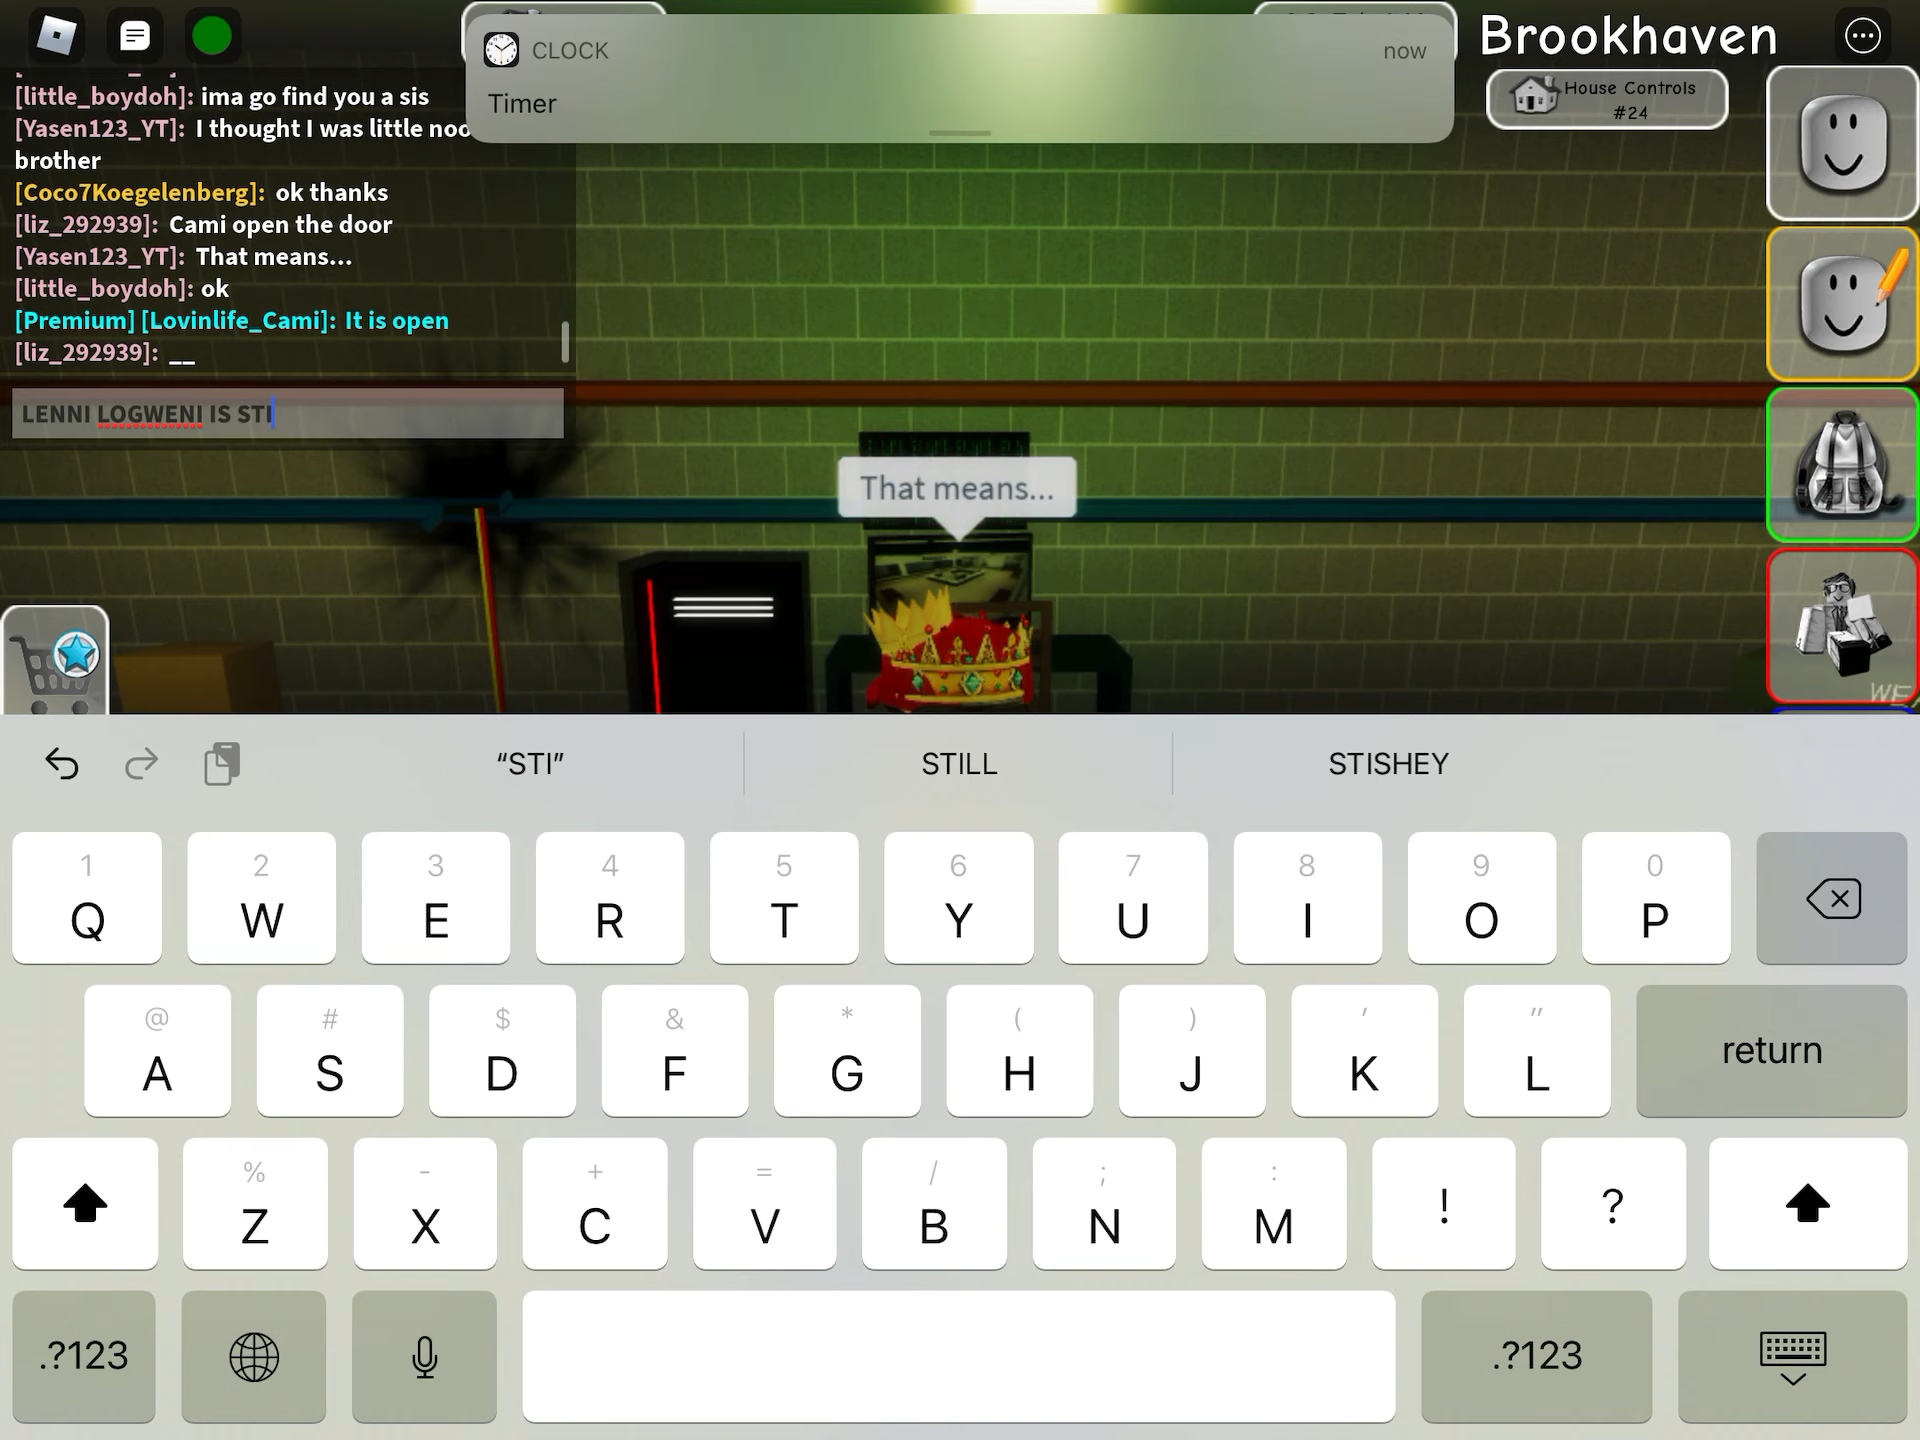 CLOCK
now
Timer
Brookhaven
House Controls
#24
[little_boydoh]: ima go find you a sis
[Yasen123_YT]: I thought I was little noo
brother
[Coco7Koegelenberg]: ok thanks
[liz_292939]: Cami open the door
[Yasen123_YT]: That means...
[little_boydoh]: ok
[Premium] [Lovinlife_Cami]: It is open
[liz_292939]: __
LENNI LOGWENI IS STI
That means...
“STI”
STILL
STISHEY
1 2 3 4 5 6 7 8 9 0
Q W E R T Y U I O P
@ # $ & * ( ) ' "
A S D F G H J K L return
% - + = / ; :
Z X C V B N M ! ?
.?123 .?123